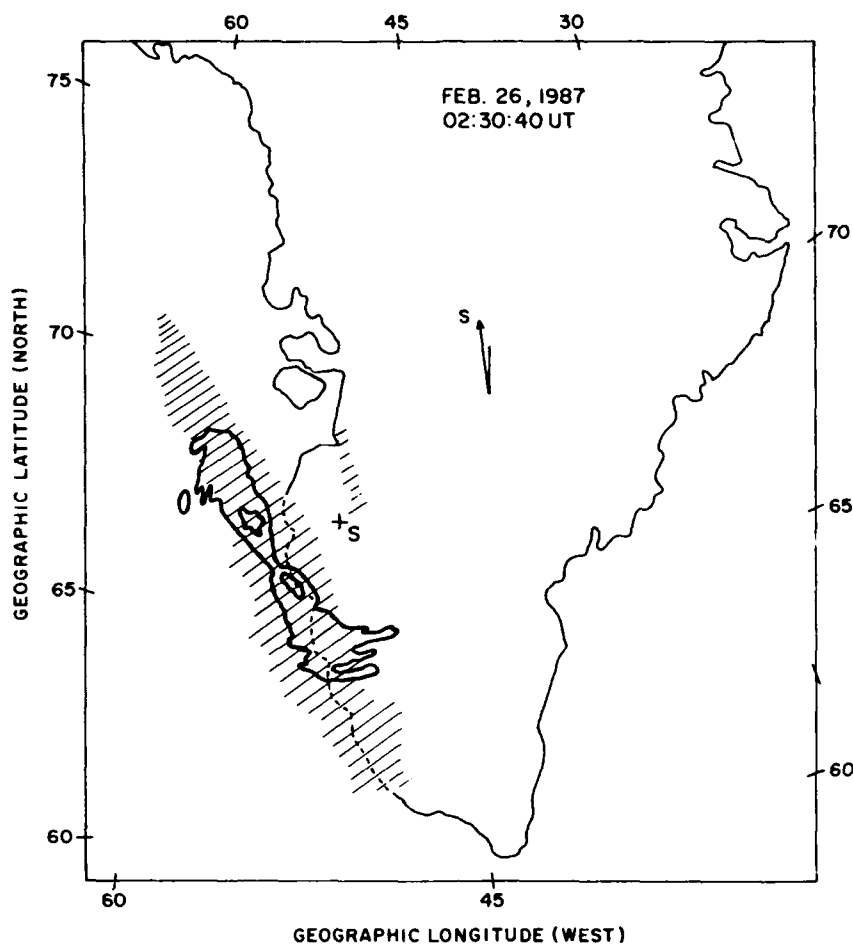 60 45 30
75
FEB. 26, 1987
02:30:40 UT
70
70
S
GEOGRAPHIC LATITUDE (NORTH)
65
S
65
60
60
60 45
GEOGRAPHIC LONGITUDE (WEST)